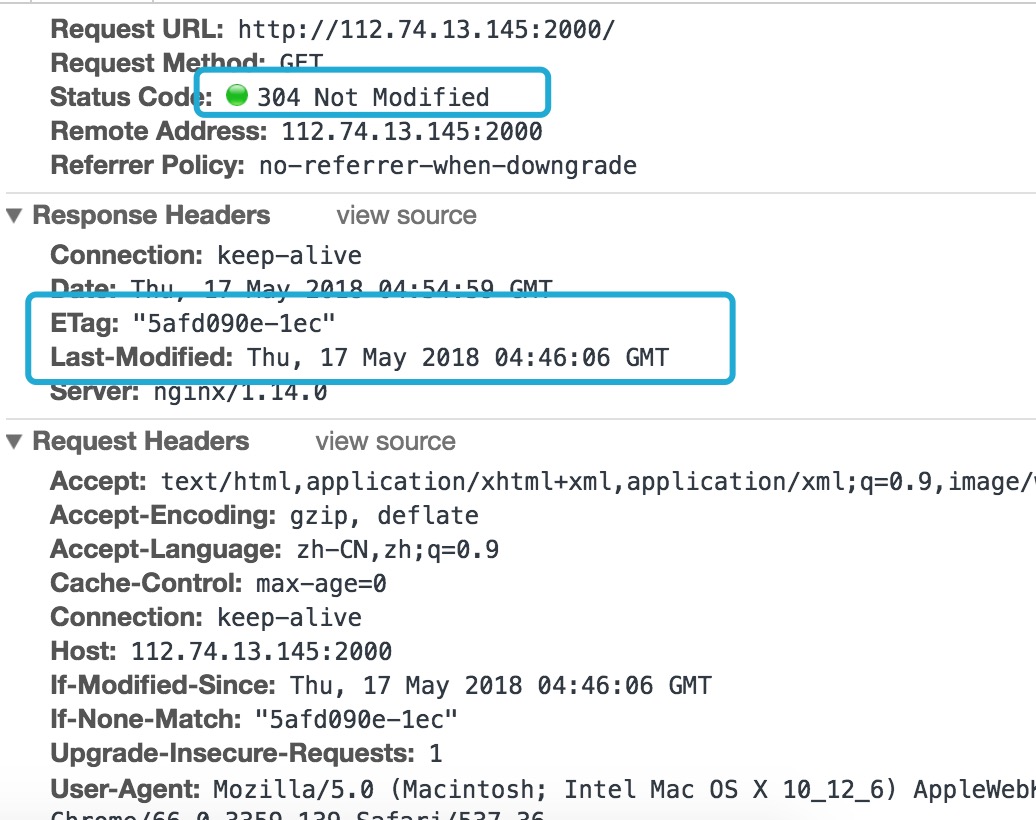 Request URL: http://112.74.13.145:2000/
Request Method: GET
Status Code: 304 Not Modified
Remote Address: 112.74.13.145:2000
Referrer Policy: no-referrer-when-downgrade
Response Headers view source
Connection: keep-alive
Date: Thu, 17 May 2018 04:54:59 GMT
ETag: "5afd090e-1ec"
Last-Modified: Thu, 17 May 2018 04:46:06 GMT
Server: nginx/1.14.0
Request Headers view source
Accept: text/html,application/xhtml+xml,application/xml;q=0.9,image/
Accept-Encoding: gzip, deflate
Accept-Language: zh-CN,zh;q=0.9
Cache-Control: max-age=0
Connection: keep-alive
Host: 112.74.13.145:2000
If-Modified-Since: Thu, 17 May 2018 04:46:06 GMT
If-None-Match: "5afd090e-1ec"
Upgrade-Insecure-Requests: 1
User-Agent: Mozilla/5.0 (Macintosh; Intel Mac OS X 10_12_6) AppleWebK
Chrome/66.0.3359.139 Safari/537.36